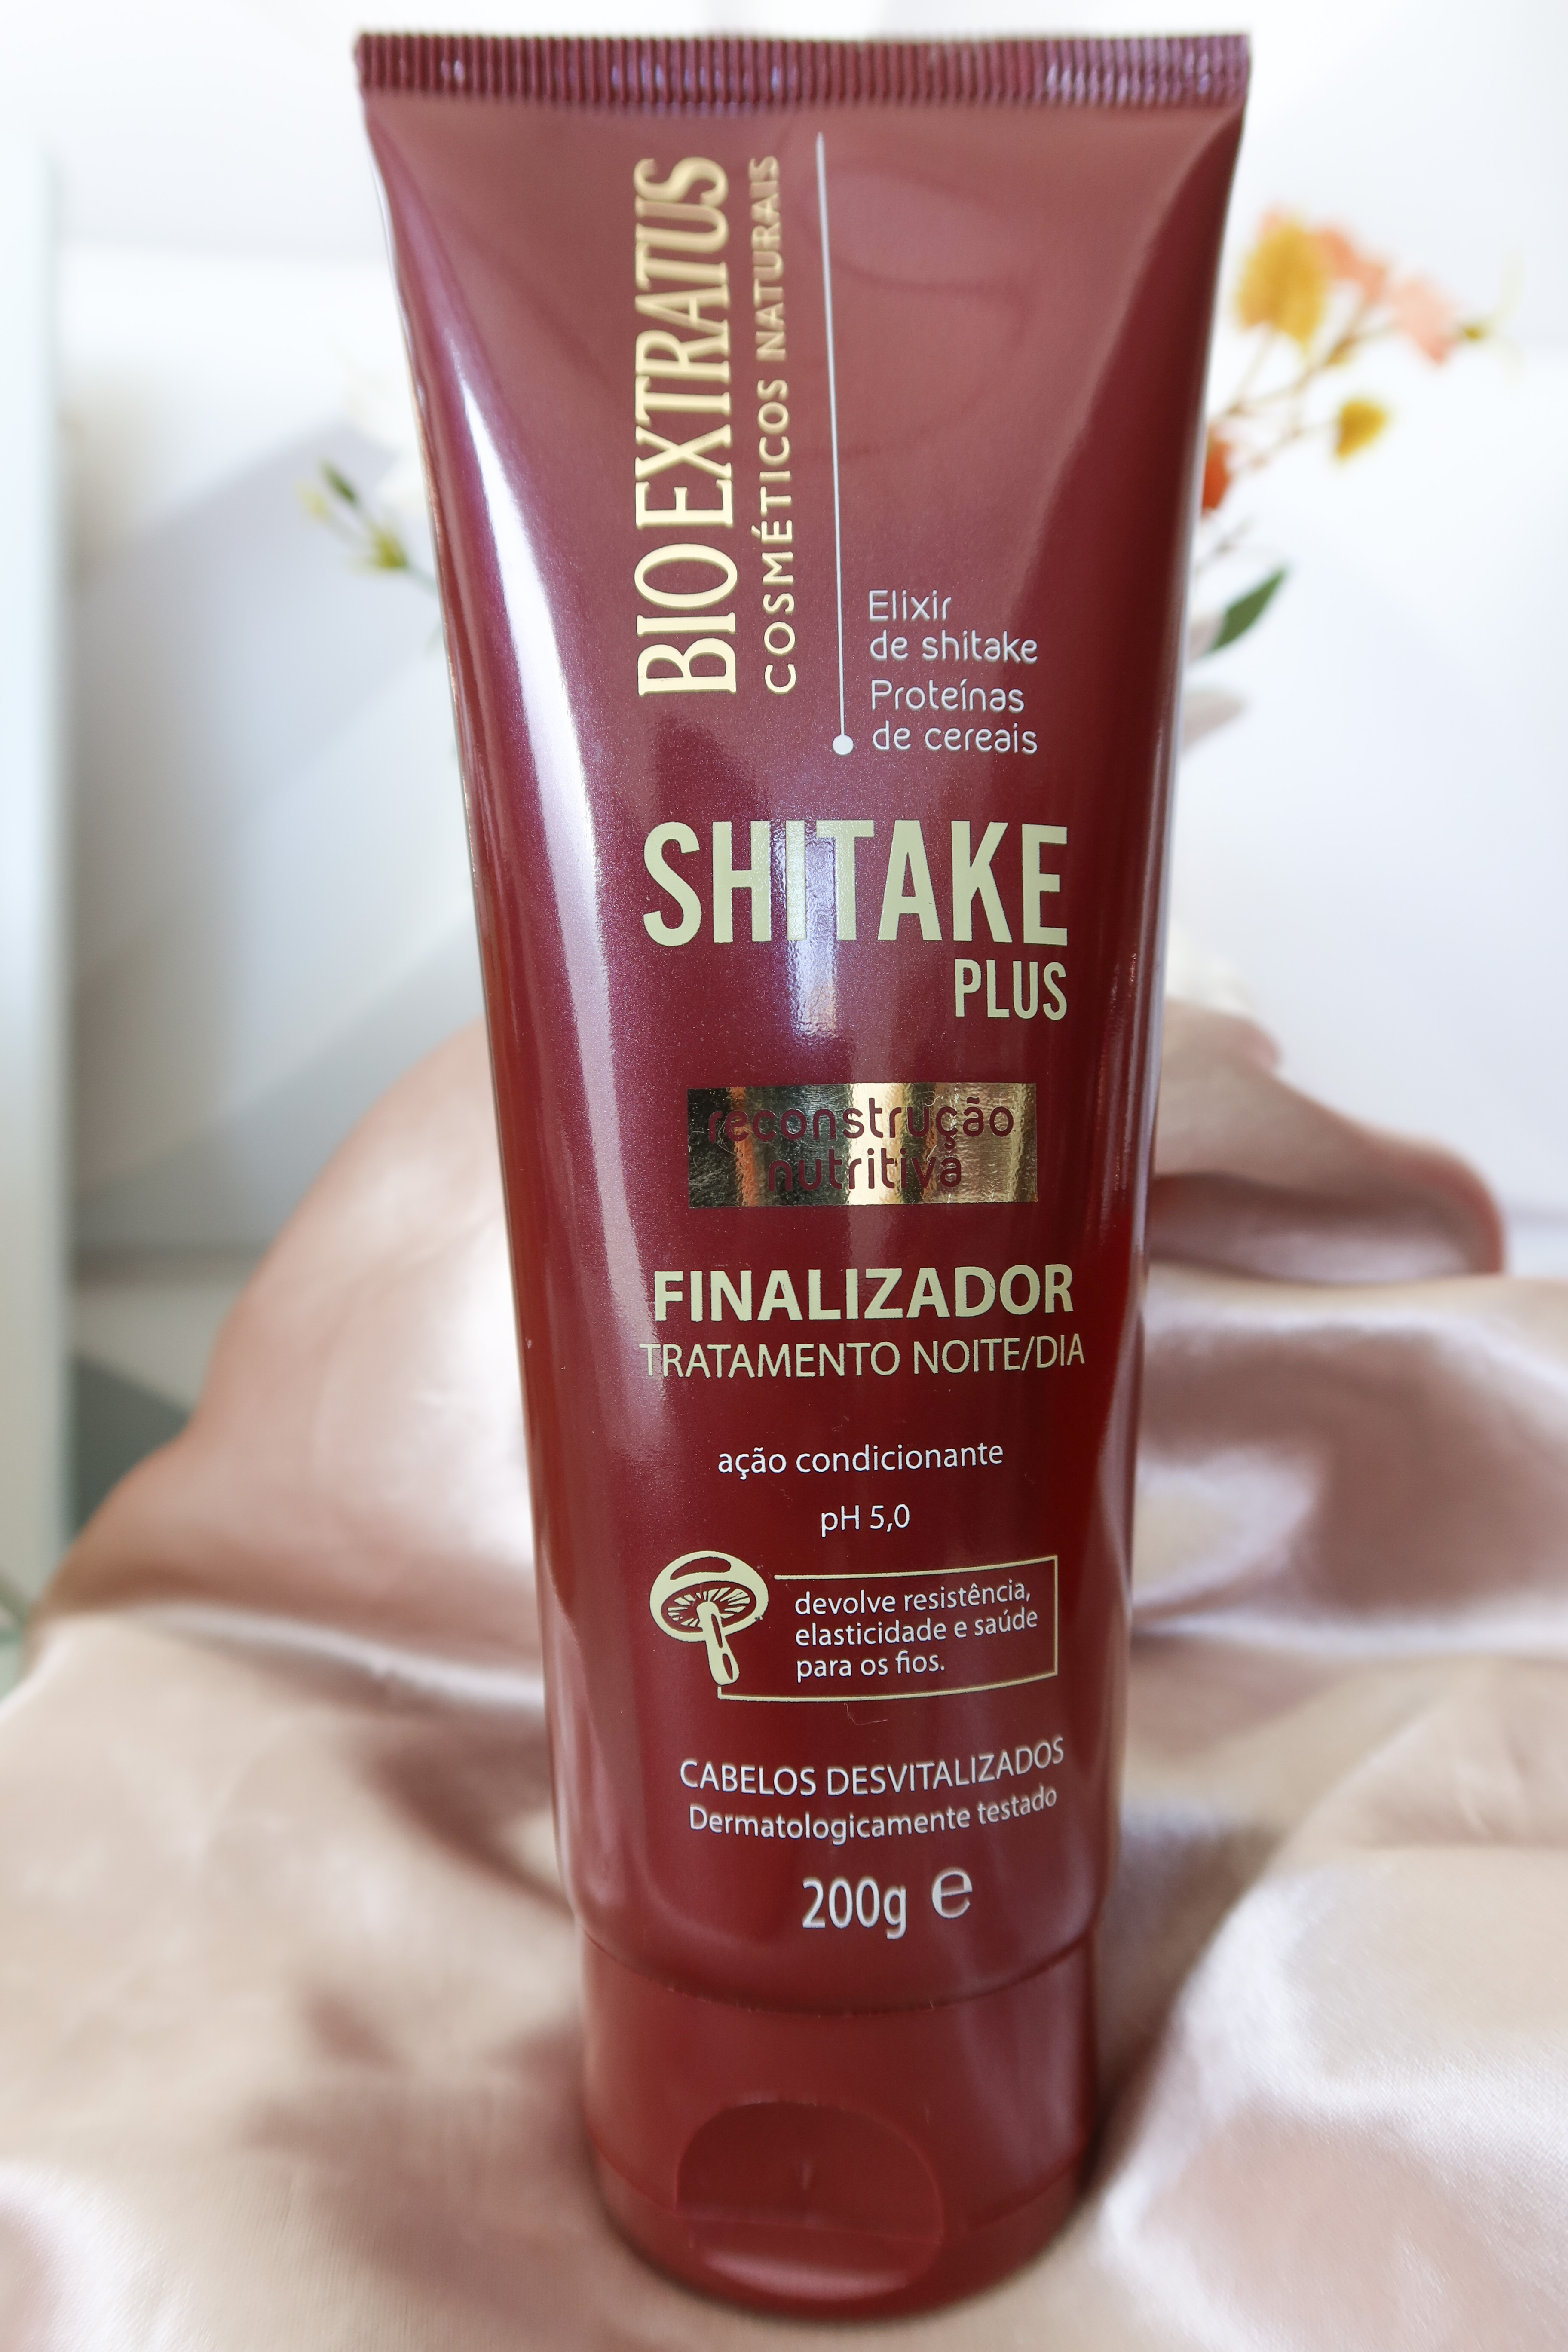 BIO EXTRATUS
COSMÉTICOS NATURAIS
Elixir
de shitake
Proteínas
de cereais
SHITAKE
PLUS
reconstrução
nutritiva
FINALIZADOR
TRATAMENTO NOITE/DIA
ação condicionante
pH 5,0
devolve resistência,
elasticidade e saúde
para os fios.
CABELOS DESVITALIZADOS
Dermatologicamente testado
200g ℮